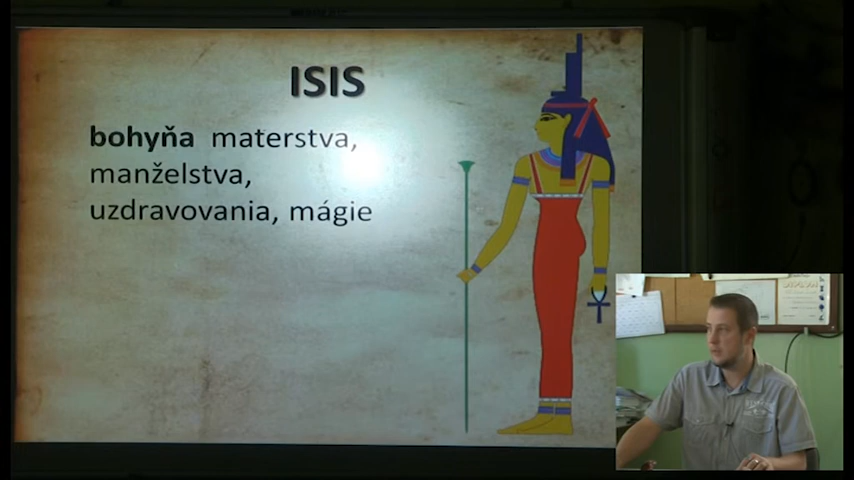 ISIS
bohyňa materstva,
manželstva,
uzdravovania, mágie